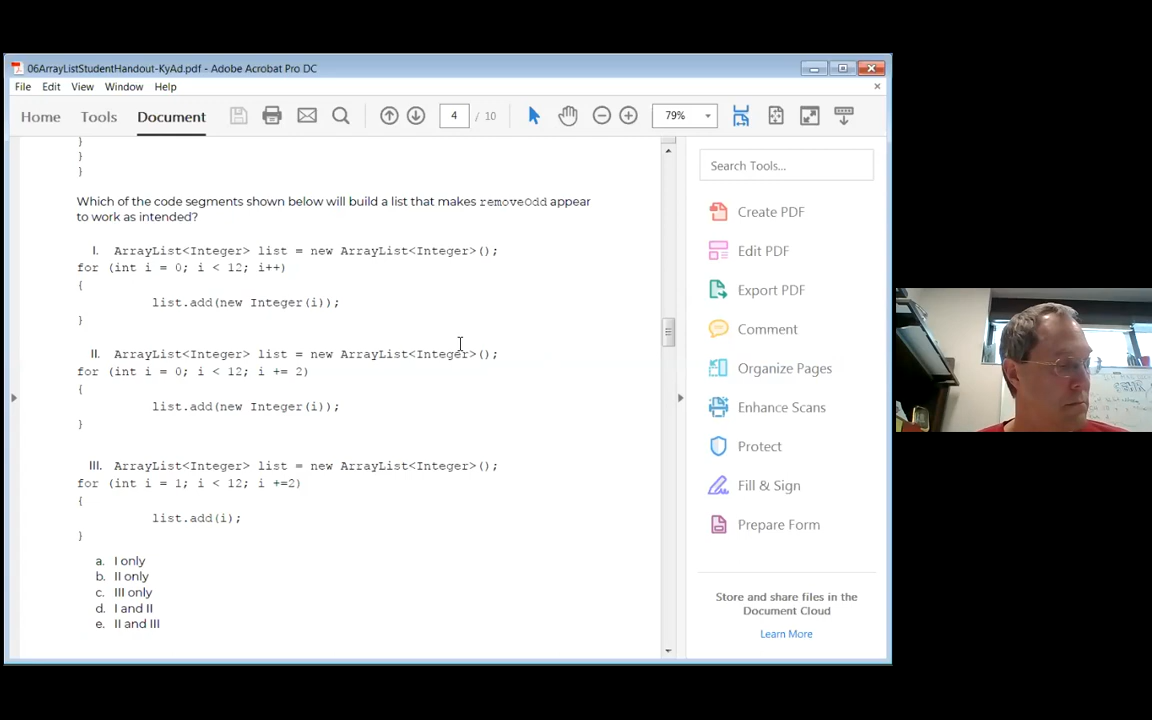 06ArrayListStudentHandout-KyAd.pdf - Adobe Acrobat Pro DC
File Edit View Window Help
Home Tools Document 4 / 10 79%
}
}
}
Which of the code segments shown below will build a list that makes removeOdd appear
to work as intended?
I. ArrayList<Integer> list = new ArrayList<Integer>();
for (int i = 0; i < 12; i++)
{
list.add(new Integer(i));
}
II. ArrayList<Integer> list = new ArrayList<Integer>();
for (int i = 0; i < 12; i += 2)
{
list.add(new Integer(i));
}
III. ArrayList<Integer> list = new ArrayList<Integer>();
for (int i = 1; i < 12; i +=2)
{
list.add(i);
}
a. I only
b. II only
c. III only
d. I and II
e. II and III
Search Tools...
Create PDF
Edit PDF
Export PDF
Comment
Organize Pages
Enhance Scans
Protect
Fill & Sign
Prepare Form
Store and share files in the
Document Cloud
Learn More